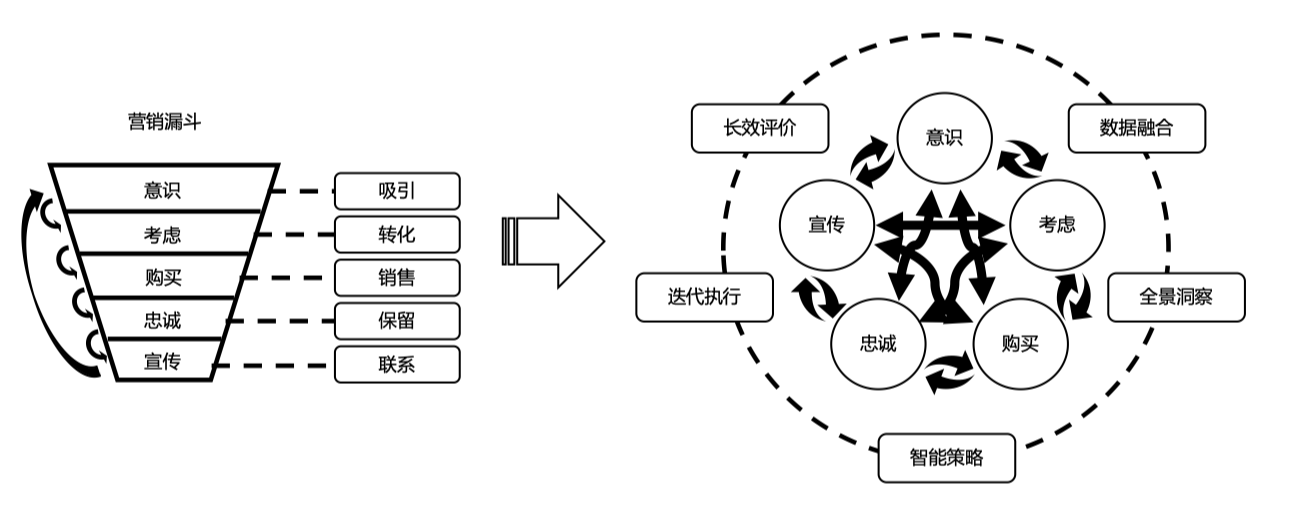 营销漏斗
意识
吸引
考虑
转化
购买
销售
忠诚
保留
宣传
联系
长效评价
数据融合
意识
宣传
考虑
迭代执行
全景洞察
忠诚
购买
智能策略